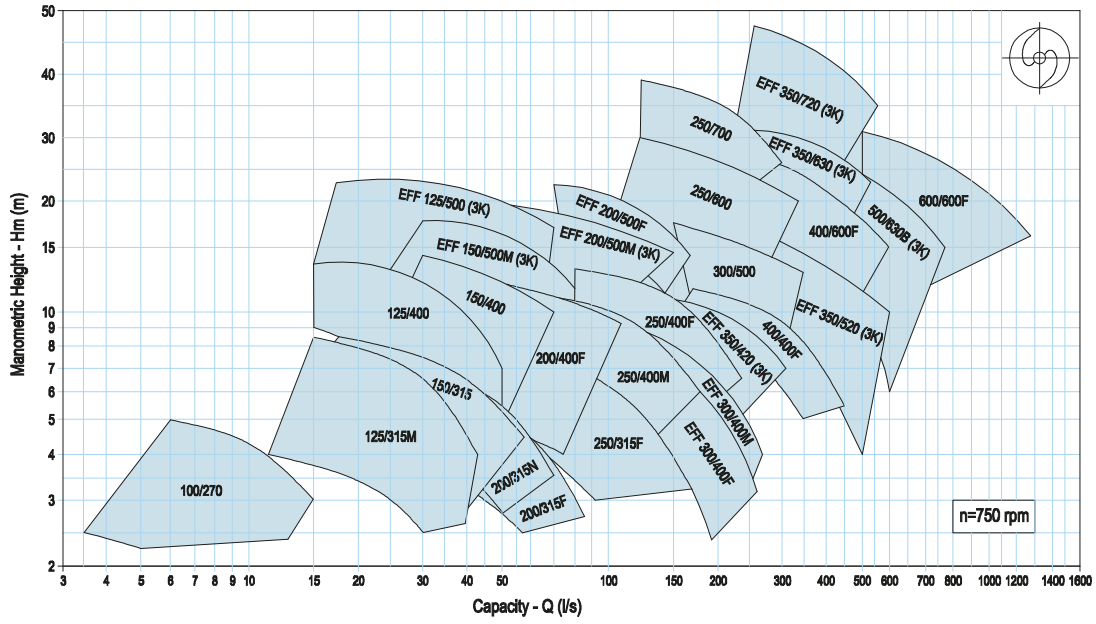 50
40
30
20
15
10
9
8
7
6
5
4
3
2
Manometric Height - Hm (m)
EFF 350/720 (3K)
250/700
EFF 350/630 (3K)
600/600F
500/630B (3K)
400/600F
250/600
EFF 125/500 (3K)
EFF 200/500F
EFF 200/500M (3K)
EFF 150/500M (3K)
300/500
150/400
125/400
EFF 350/520 (3K)
250/400F
EFF 350/420 (3K)
400/400F
200/400F
250/400M
150/315
EFF 300/400M
125/315M
250/315F
EFF 300/400F
200/315N
200/315F
100/270
n=750 rpm
3 4 5 6 7 8 9 10 15 20 30 40 50 100 150 200 300 400 500 600 700 800 1000 1200 1400 1600
Capacity - Q (l/s)